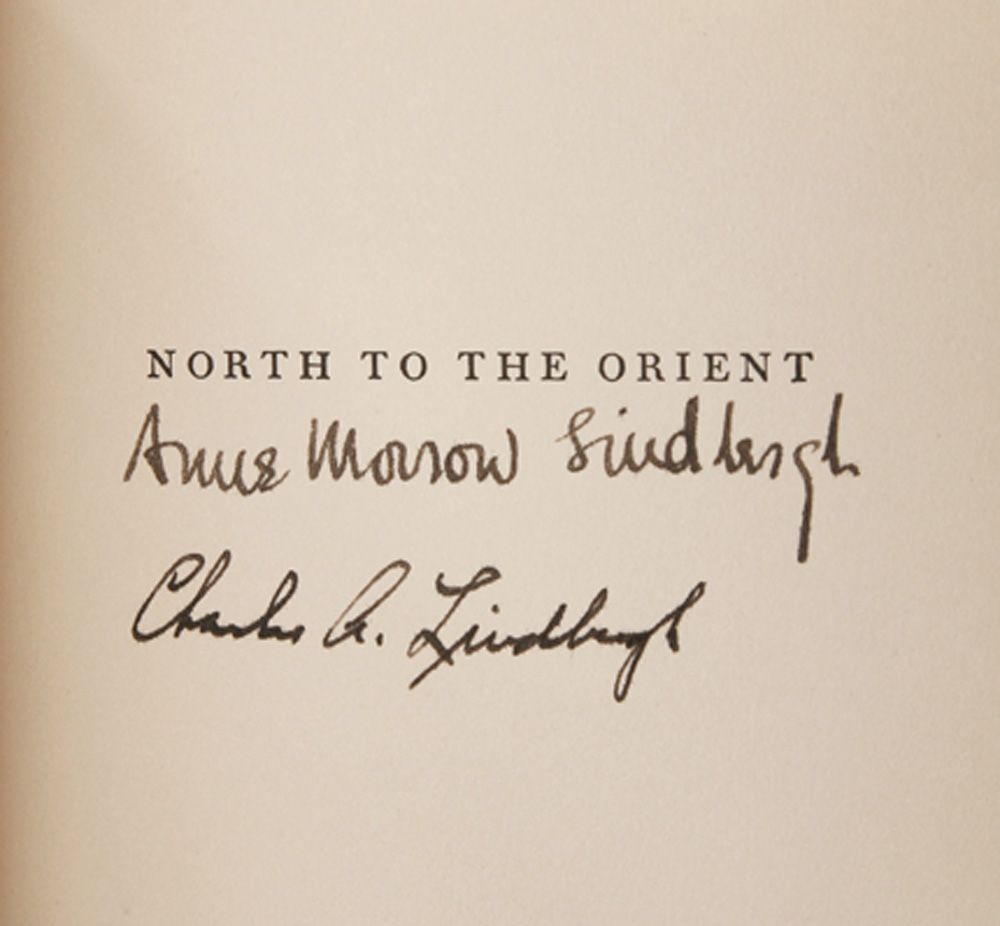 NORTH TO THE ORIENT
Anne Morrow Lindbergh
Charles A. Lindbergh